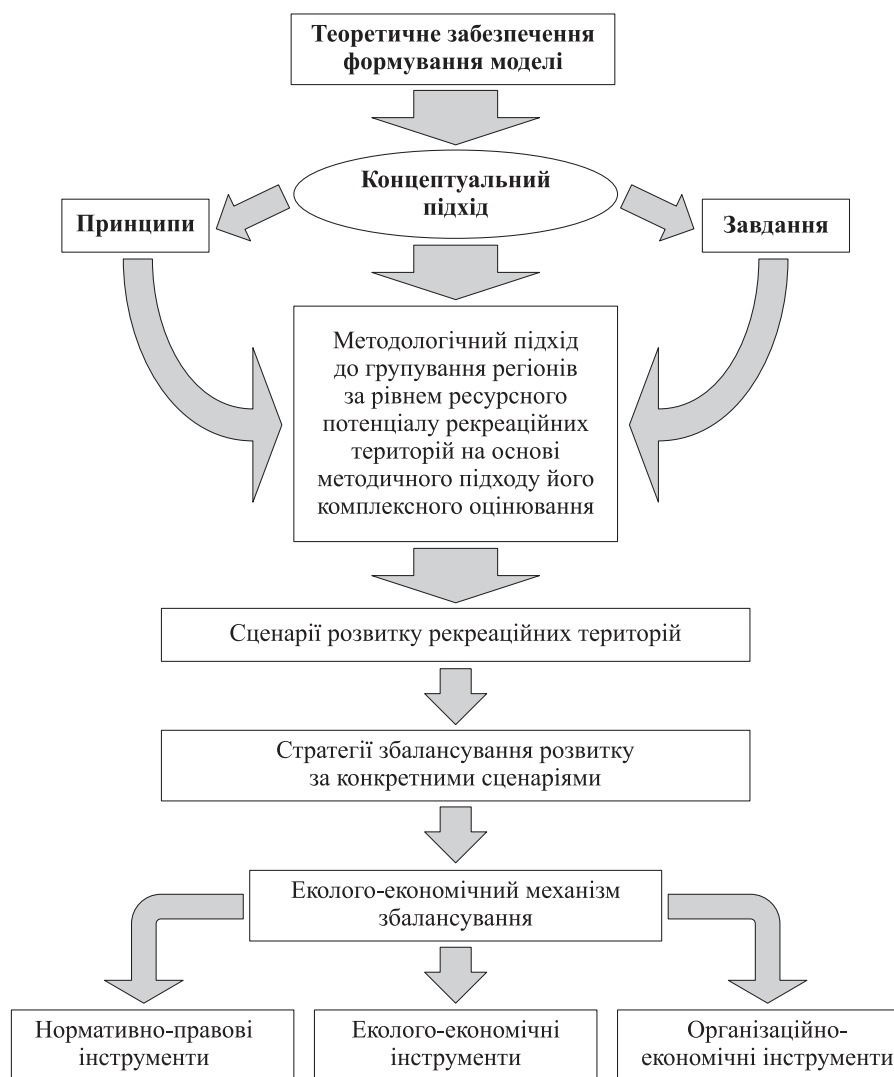 Теоретичне забезпечення
формування моделі
Концептуальний
підхід
Принципи
Завдання
Методологічний підхід
до групування регіонів
за рівнем ресурсного
потенціалу рекреаційних
територій на основі
методичного підходу його
комплексного оцінювання
Сценарії розвитку рекреаційних територій
Стратегії збалансування розвитку
за конкретними сценаріями
Еколого-економічний механізм
збалансування
Нормативно-правові
інструменти
Еколого-економічні
інструменти
Організаційно-
економічні інструменти